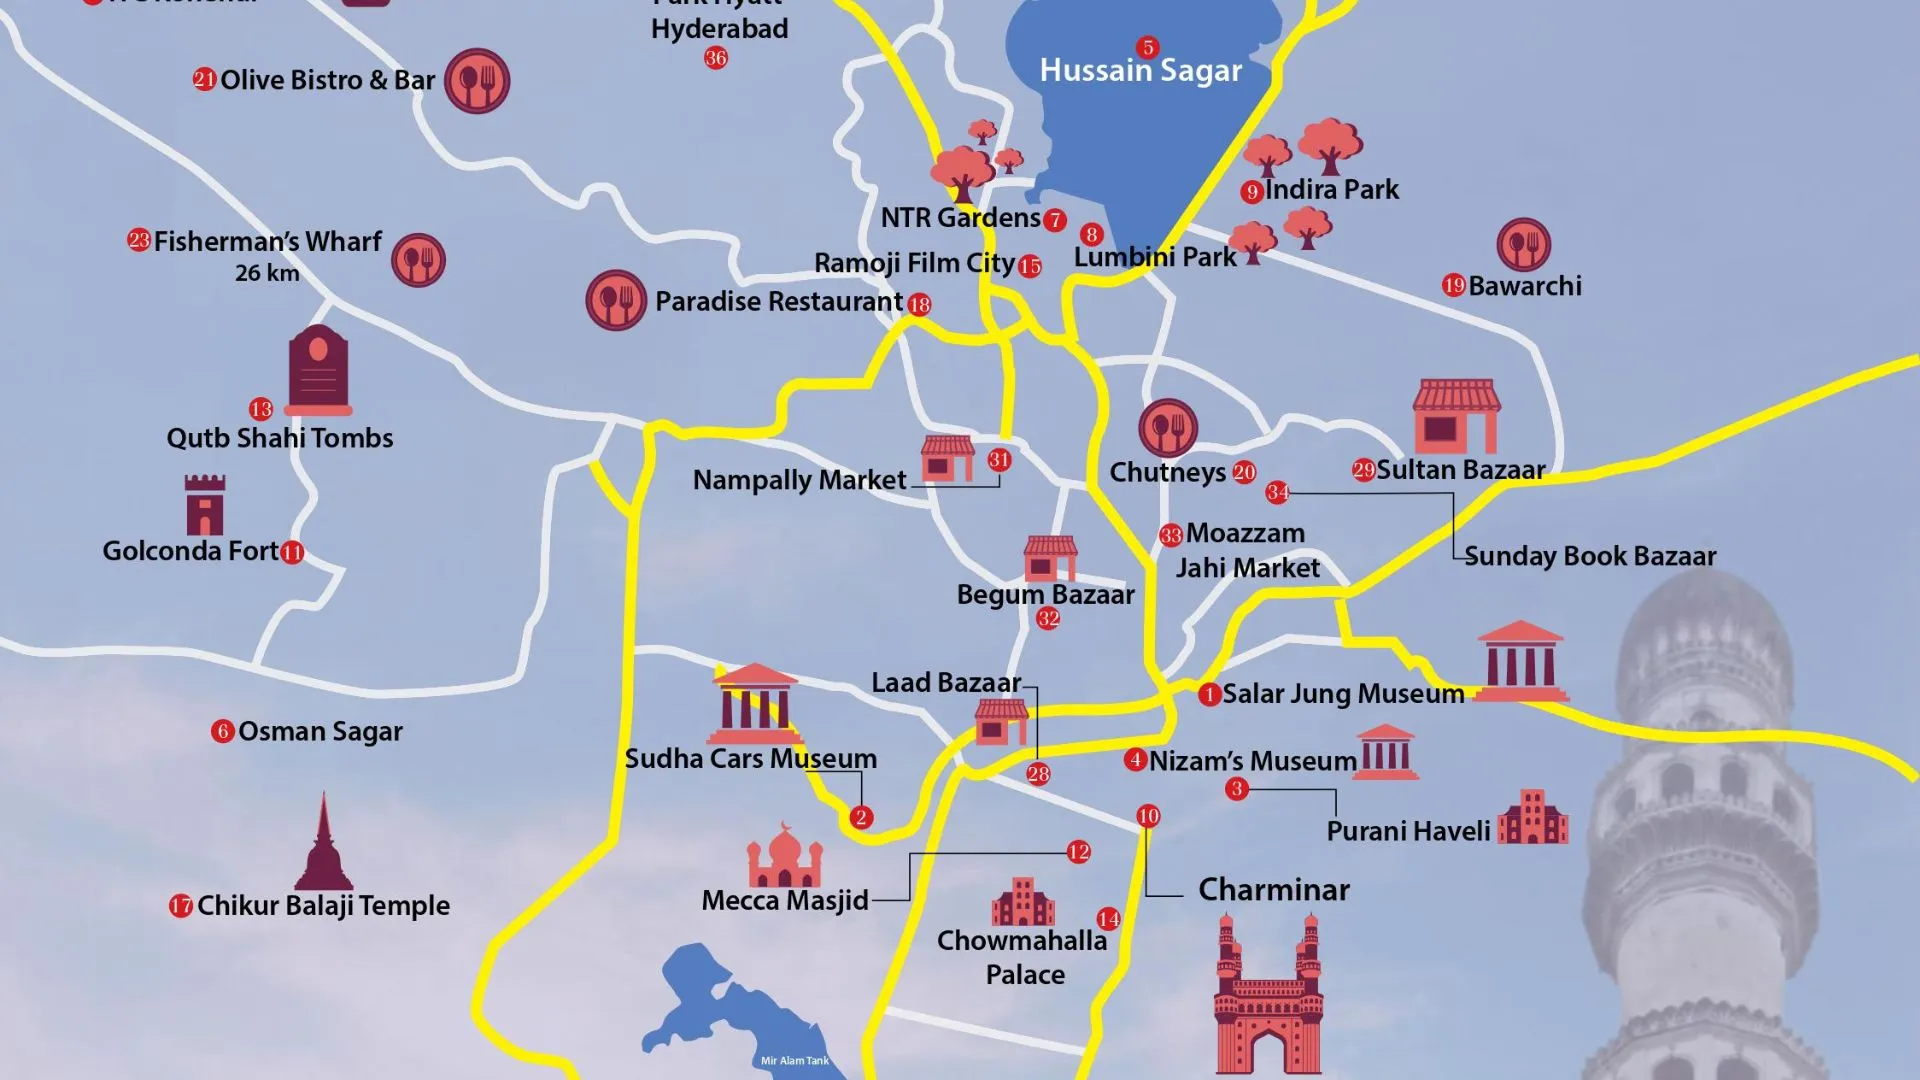 Hyderabad
36
21 Olive Bistro & Bar
5
Hussain Sagar
9 Indira Park
NTR Gardens 7
8
Lumbini Park
23 Fisherman's Wharf
26 km
Ramoji Film City 15
19 Bawarchi
Paradise Restaurant 18
13
Qutb Shahi Tombs
Nampally Market
31
Chutneys 20
29 Sultan Bazaar
34
Golconda Fort 11
33 Moazzam
Jahi Market
Sunday Book Bazaar
Begum Bazaar
32
Laad Bazaar
1 Salar Jung Museum
6 Osman Sagar
Sudha Cars Museum
28
4 Nizam's Museum
3
2
10
Purani Haveli
12
Mecca Masjid
Charminar
17 Chikur Balaji Temple
14
Chowmahalla
Palace
Mir Alam Tank